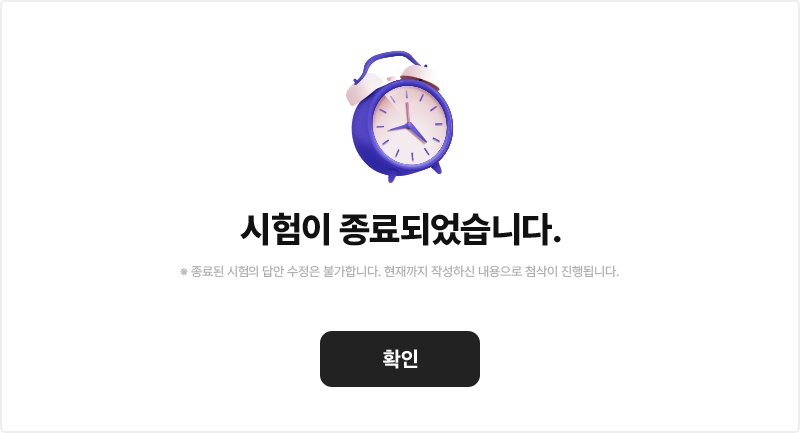 시험이 종료되었습니다.
※ 종료된 시험의 답안 수정은 불가합니다. 현재까지 작성하신 내용으로 첨삭이 진행됩니다.
확인